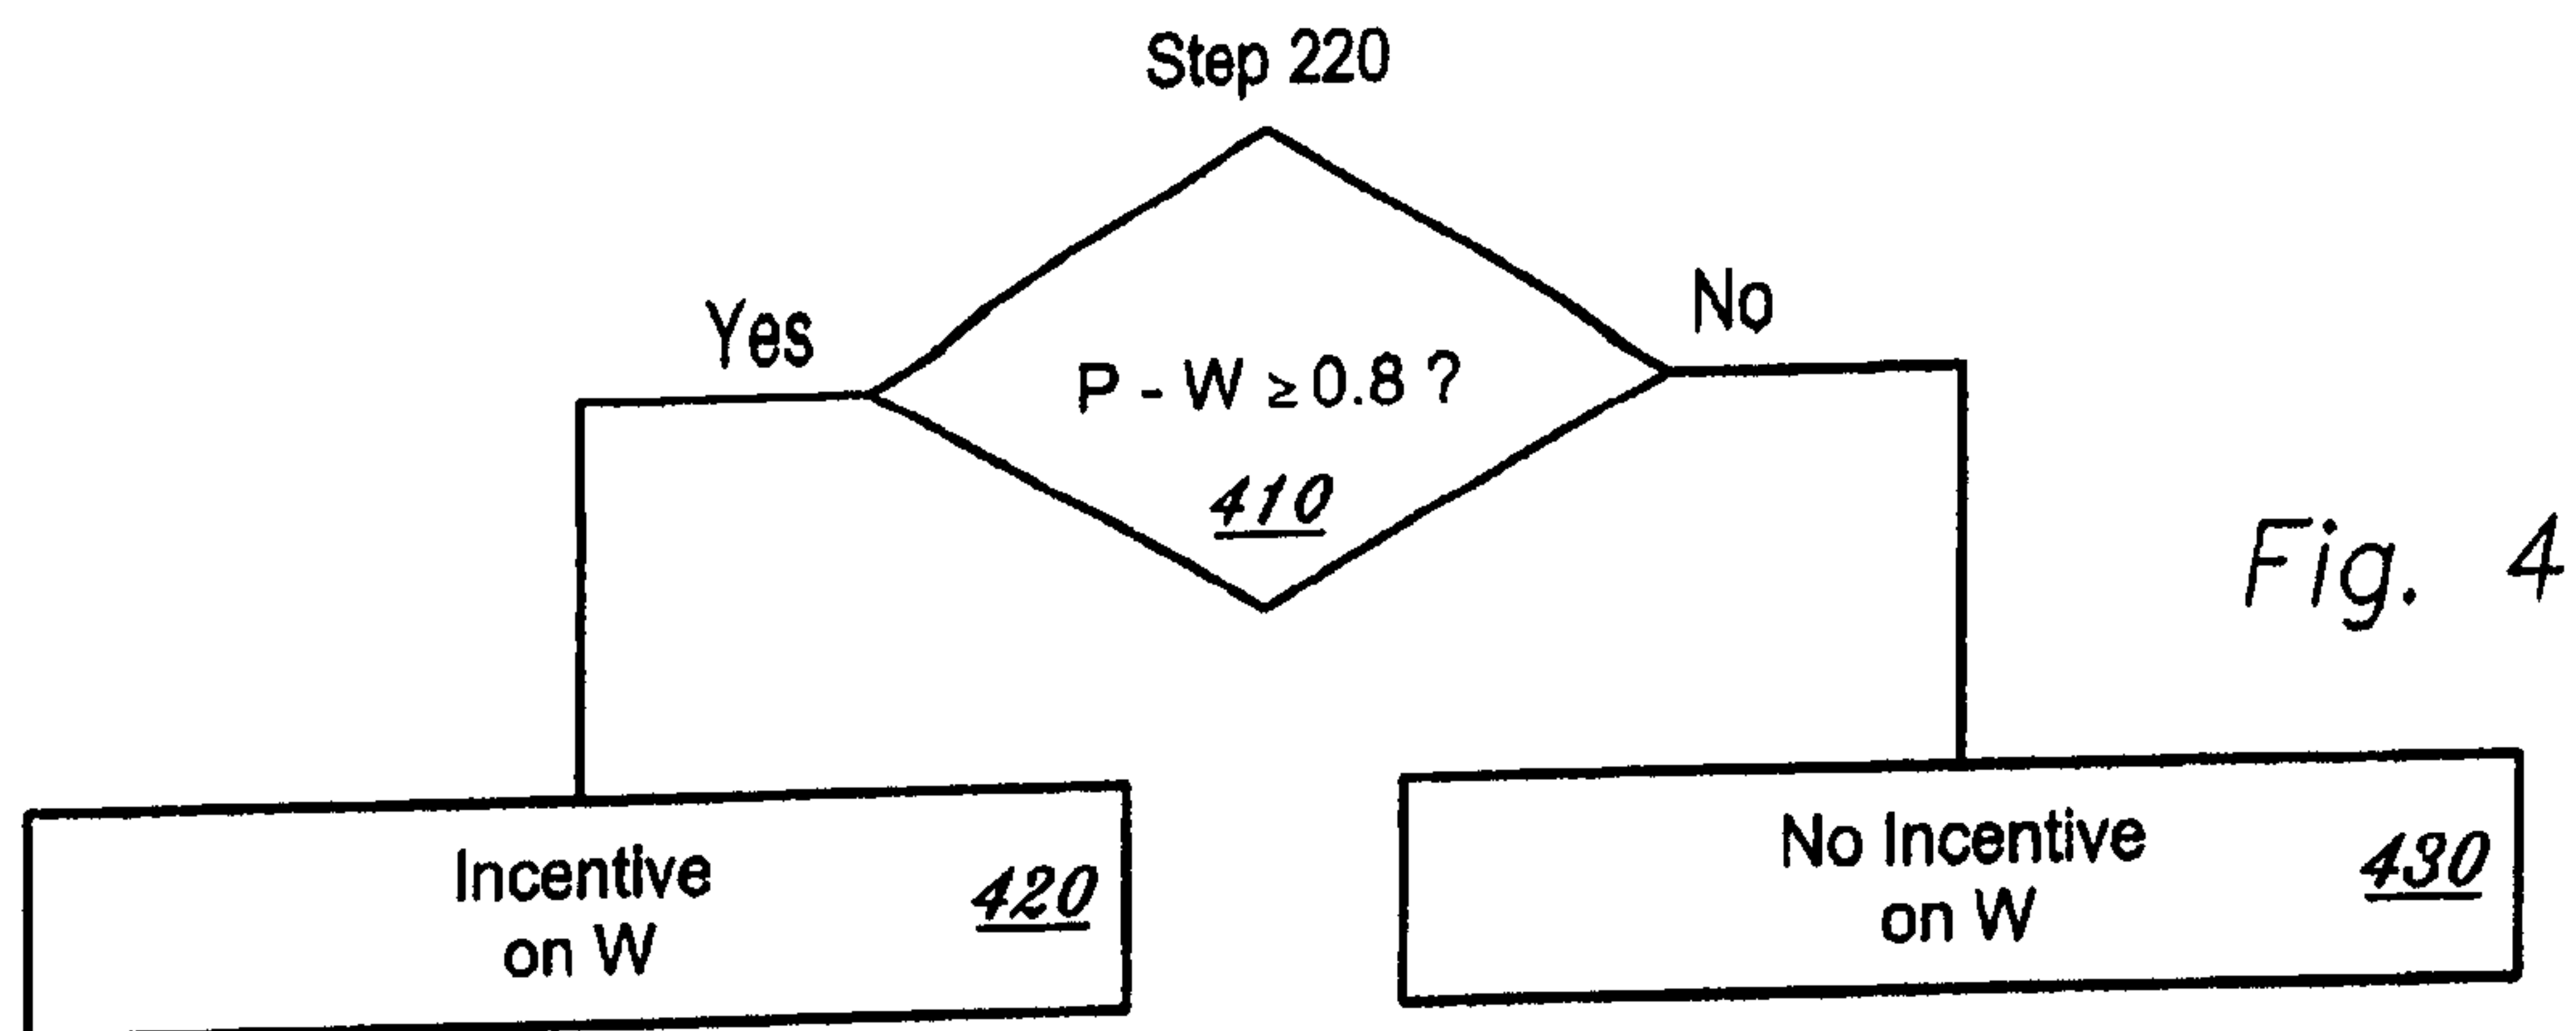 Step 220
Yes
No
P - W ≥ 0.8 ?
410
Fig. 4
Incentive
on W
420
No Incentive
on W
430